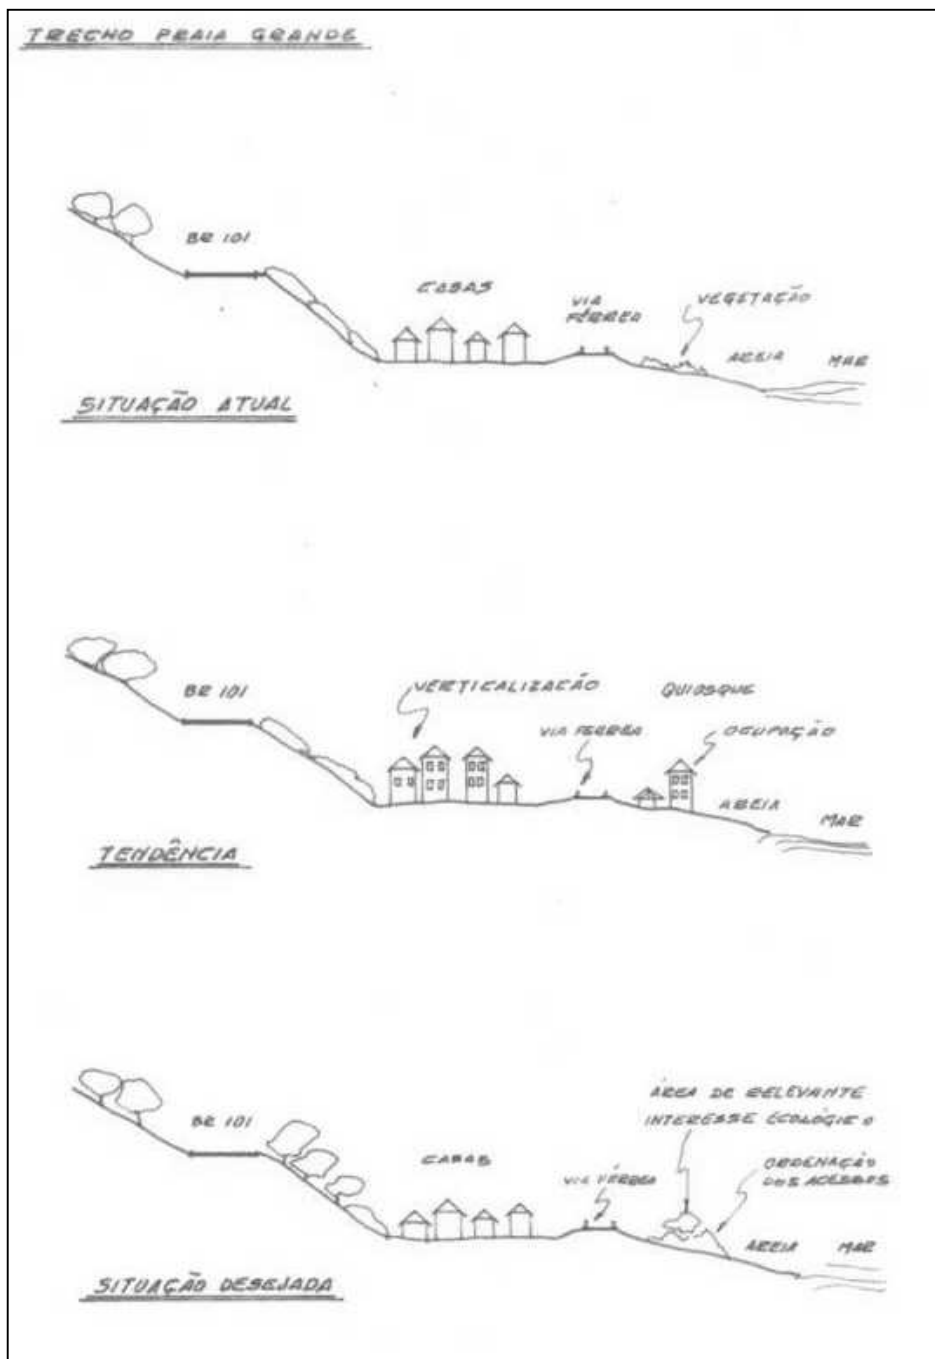 TRECHO PRAIA GRANDE
BR 101
CASAS
VIA
FÉRREA
VEGETAÇÃO
AREIA
MAR
SITUAÇÃO ATUAL
BR 101
VERTICALIZAÇÃO
QUIOSQUE
VIA FERREA
OCUPAÇÃO
AREIA
MAR
TENDÊNCIA
ÁREA DE RELEVANTE
INTERESSE ECOLÓGICO
BR 101
CASAS
VIA FÉRREA
ORDENAÇÃO
DOS ACESSOS
AREIA
MAR
SITUAÇÃO DESEJADA